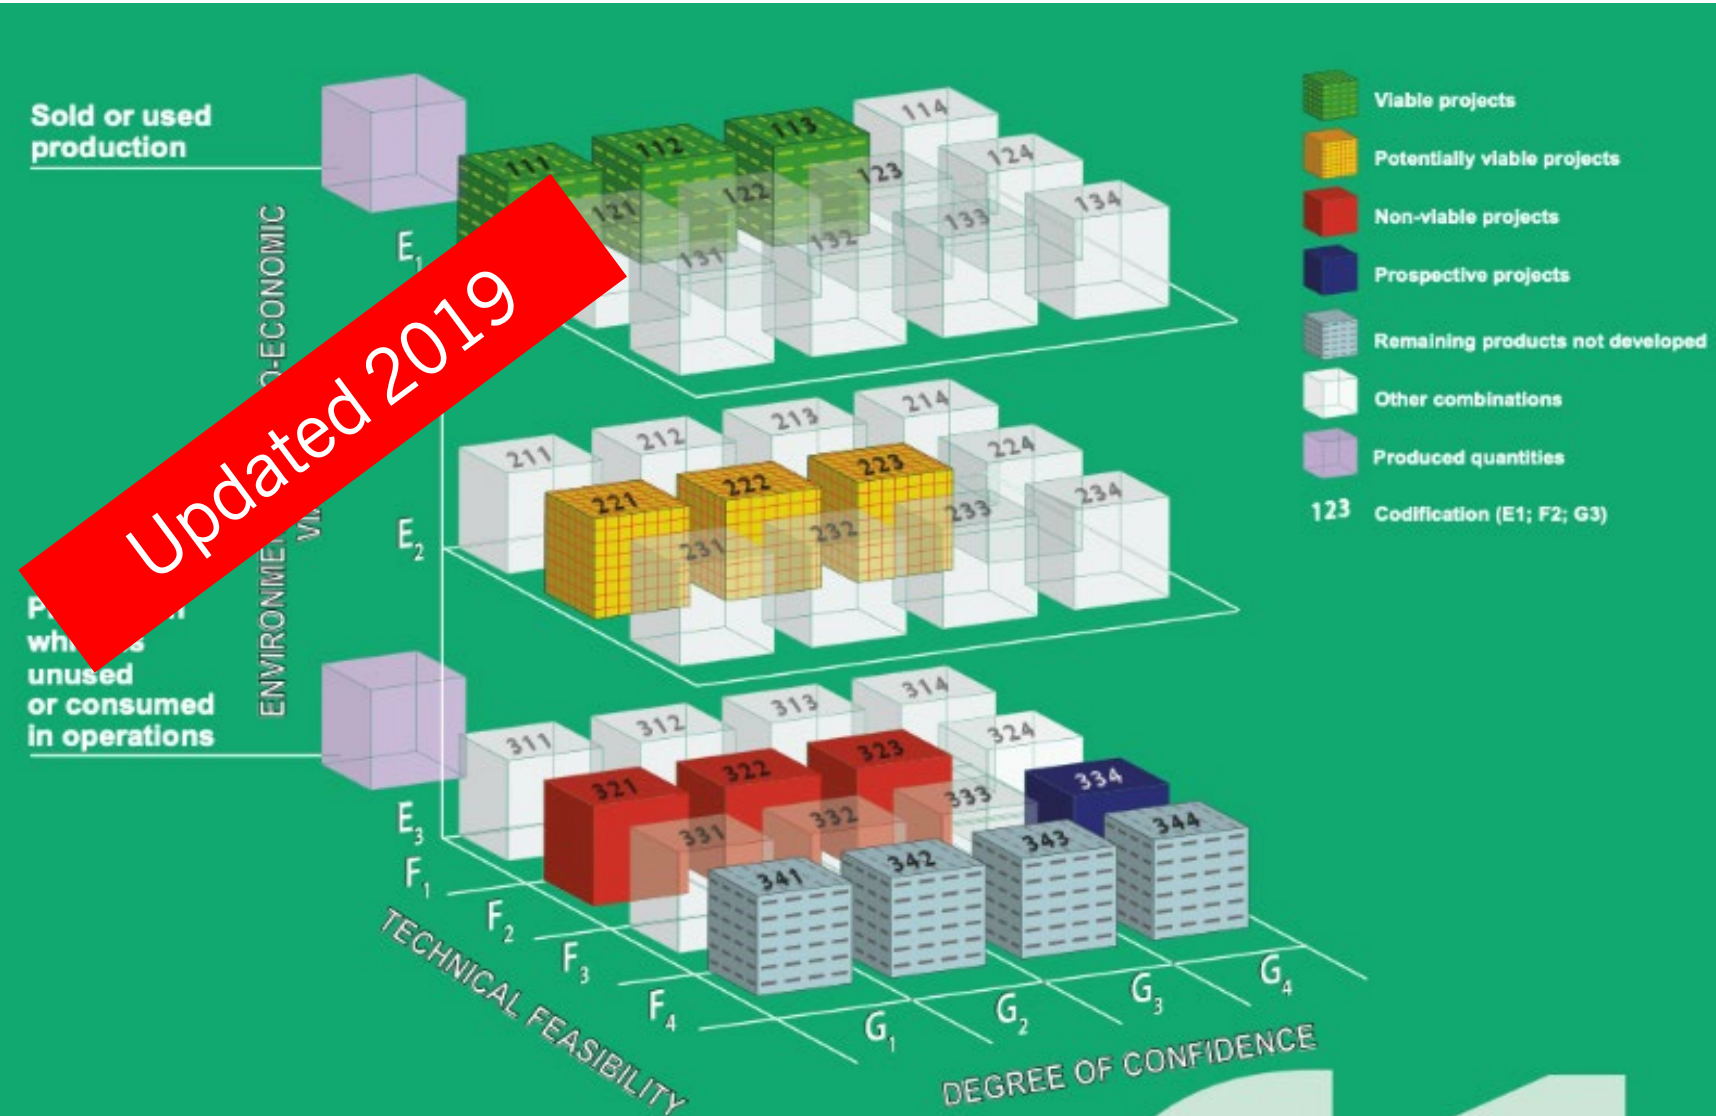 Sold or used
production
ENVIRONMEN
O-ECONOMIC
Updated 2019
unused
or consumed
in operations
E1
E2
E3
F1
F2
F3
F4
G1
G2
G3
G4
TECHNICAL FEASIBILITY
DEGREE OF CONFIDENCE
111
112
113
114
121
122
123
124
131
132
133
134
211
212
213
214
221
222
223
224
231
232
233
234
311
312
313
314
321
322
323
324
331
332
333
334
341
342
343
344
Viable projects
Potentially viable projects
Non-viable projects
Prospective projects
Remaining products not developed
Other combinations
Produced quantities
123 Codification (E1; F2; G3)